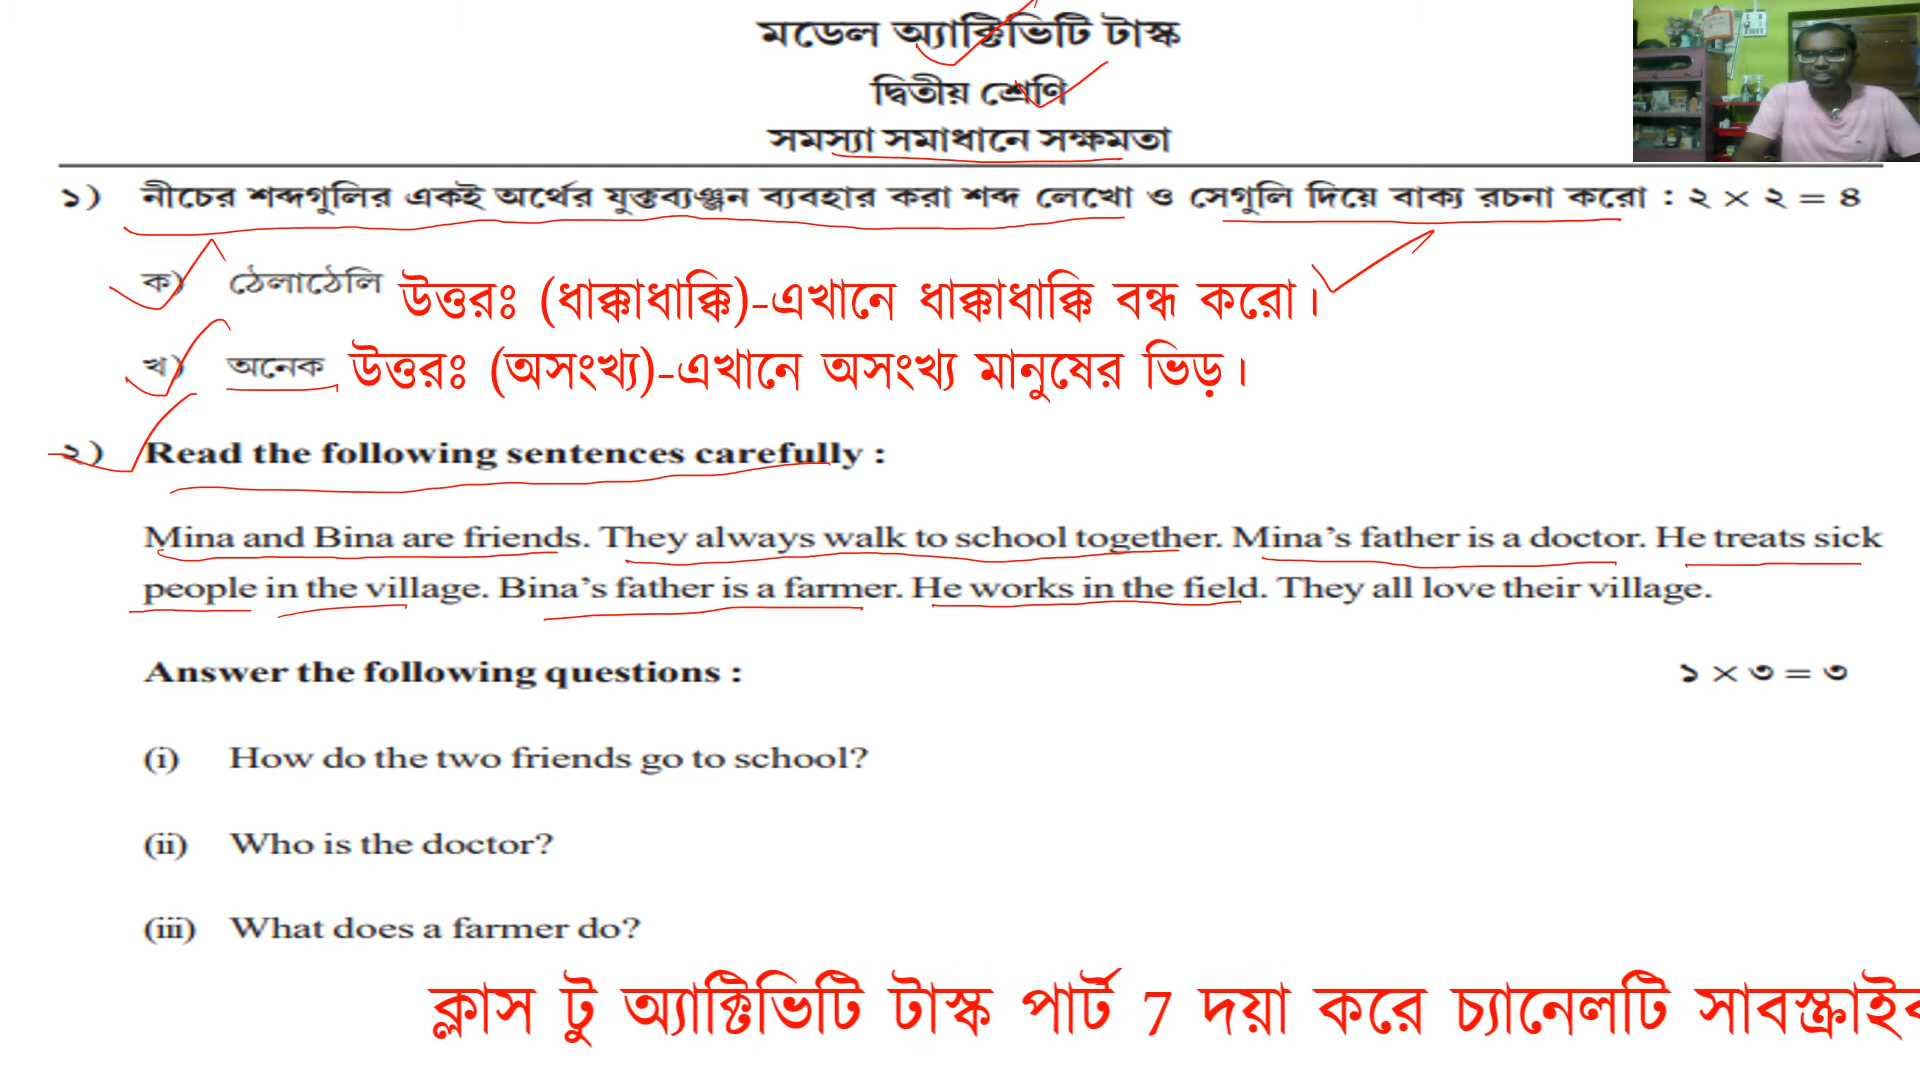 মডেল অ্যাক্টিভিটি টাস্ক
দ্বিতীয় শ্রেণি
সমস্যা সমাধানে সক্ষমতা
১) নীচের শব্দগুলির একই অর্থের যুক্তব্যঞ্জন ব্যবহার করা শব্দ লেখো ও সেগুলি দিয়ে বাক্য রচনা করো : ২ × ২ = ৪
ক) ঠেলাঠেলি উত্তরঃ (ধাক্কাধাক্কি)-এখানে ধাক্কাধাক্কি বন্ধ করো।
খ) অনেক উত্তরঃ (অসংখ্য)-এখানে অসংখ্য মানুষের ভিড়।
২) Read the following sentences carefully :
Mina and Bina are friends. They always walk to school together. Mina’s father is a doctor. He treats sick
people in the village. Bina’s father is a farmer. He works in the field. They all love their village.
Answer the following questions : ১ × ৩ = ৩
(i) How do the two friends go to school?
(ii) Who is the doctor?
(iii) What does a farmer do?
ক্লাস টু অ্যাক্টিভিটি টাস্ক পার্ট 7 দয়া করে চ্যানেলটি সাবস্ক্রাইব